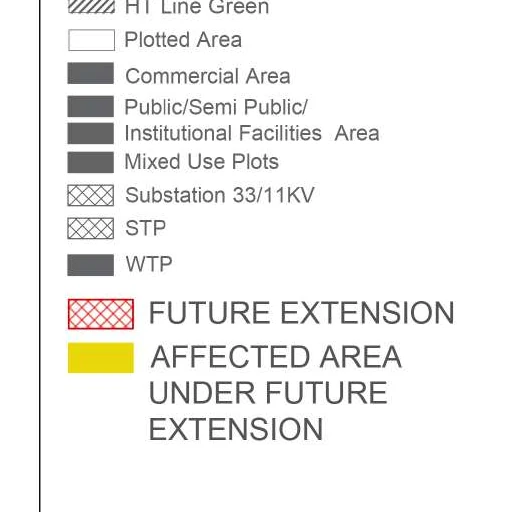 HT Line Green
Plotted Area
Commercial Area
Public/Semi Public/
Institutional Facilities Area
Mixed Use Plots
Substation 33/11KV
STP
WTP
FUTURE EXTENSION
AFFECTED AREA
UNDER FUTURE
EXTENSION